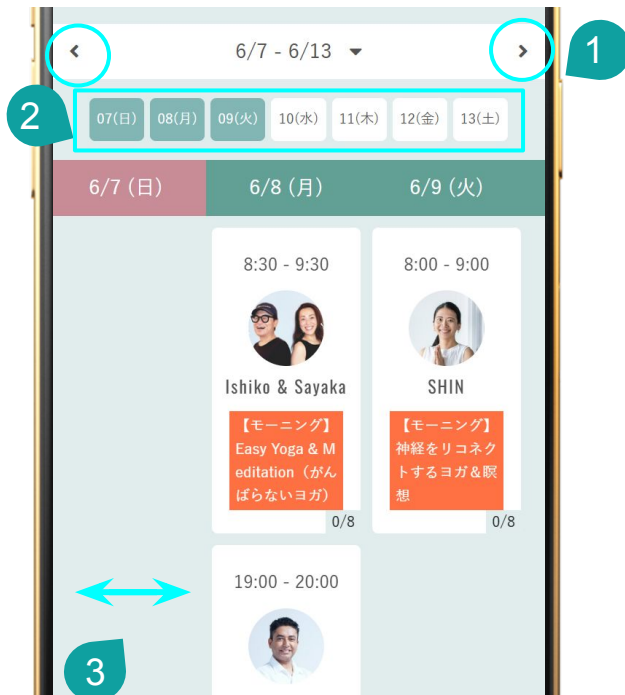 6/7 - 6/13
1
2
07(日) 08(月) 09(火) 10(水) 11(木) 12(金) 13(土)
6/7 (日) 6/8 (月) 6/9 (火)
8:30 - 9:30
Ishiko & Sayaka
【モーニング】
Easy Yoga & M
editation（がん
ばらないヨガ）
0/8
8:00 - 9:00
SHIN
【モーニング】
神経をリコネク
トするヨガ＆瞑
想
0/8
19:00 - 20:00
3